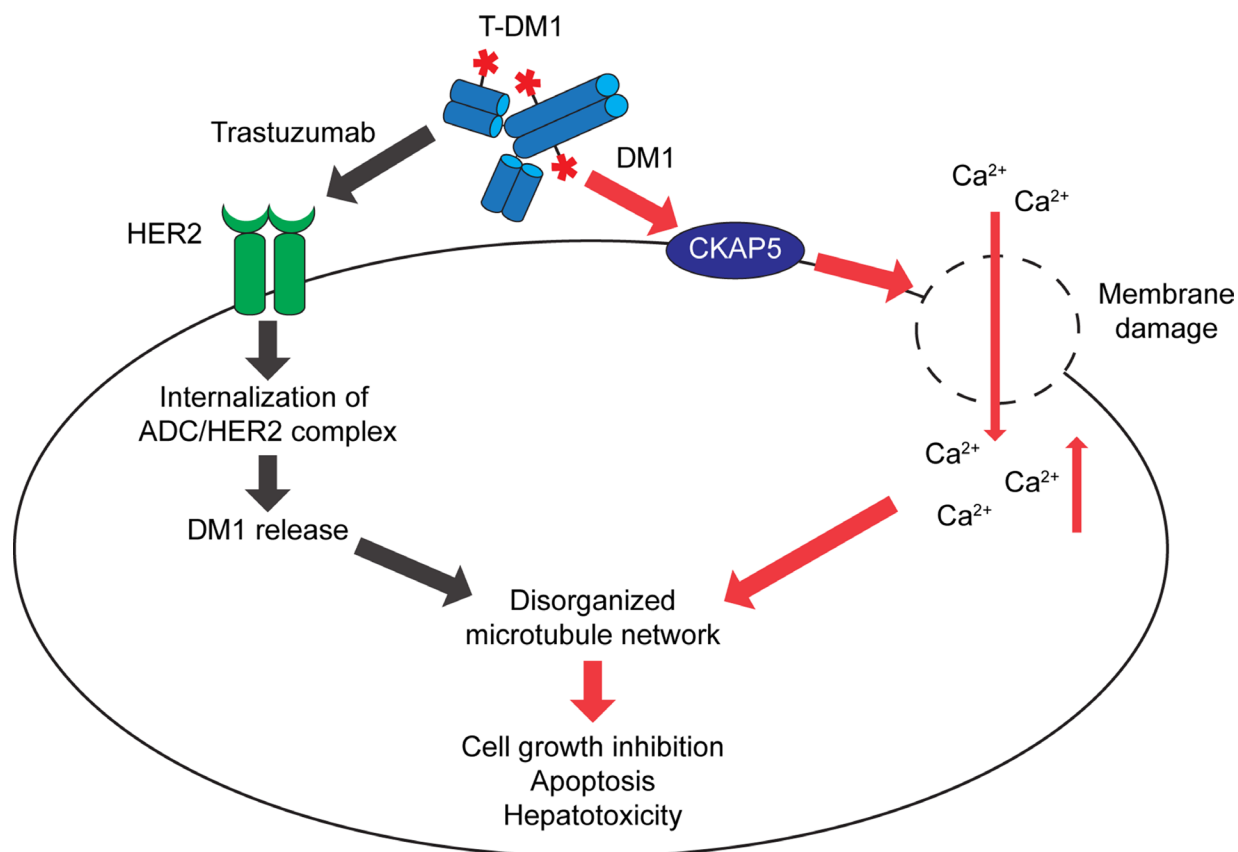 T-DM1
Trastuzumab
DM1
HER2
CKAP5
Ca²⁺
Ca²⁺
Membrane
damage
Internalization of
ADC/HER2 complex
DM1 release
Ca²⁺
Ca²⁺
Ca²⁺
Disorganized
microtubule network
Cell growth inhibition
Apoptosis
Hepatotoxicity